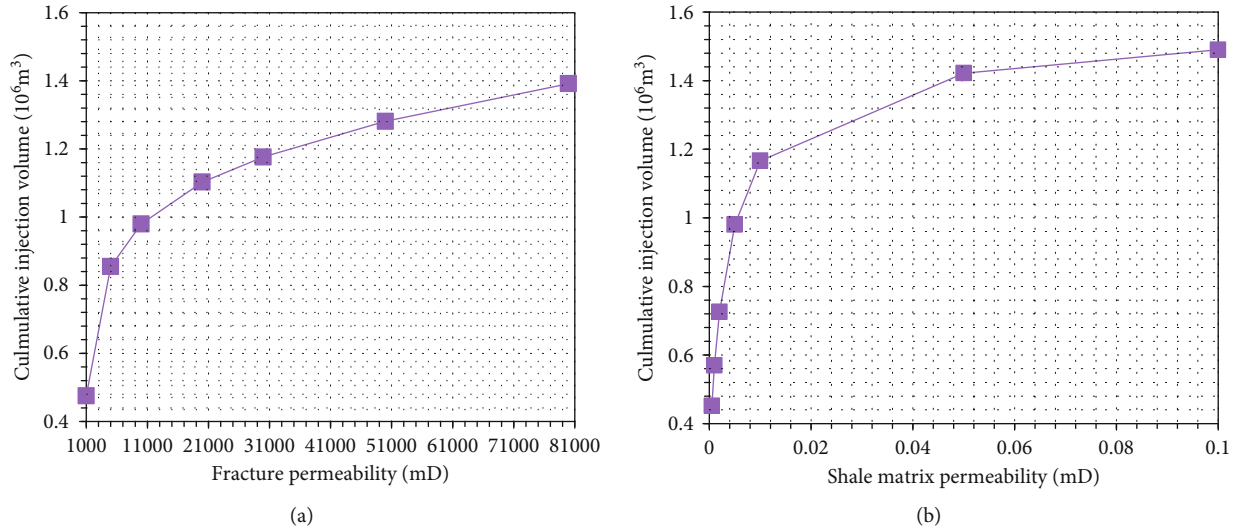 1.6
1.4
1.2
1
0.8
0.6
0.4
Culmulative injection volume (10⁶m³)
1000 11000 21000 31000 41000 51000 61000 71000 81000
Fracture permeability (mD)
(a)
1.6
1.4
1.2
1
0.8
0.6
0.4
Culmulative injection volume (10⁶m³)
0 0.02 0.04 0.06 0.08 0.1
Shale matrix permeability (mD)
(b)